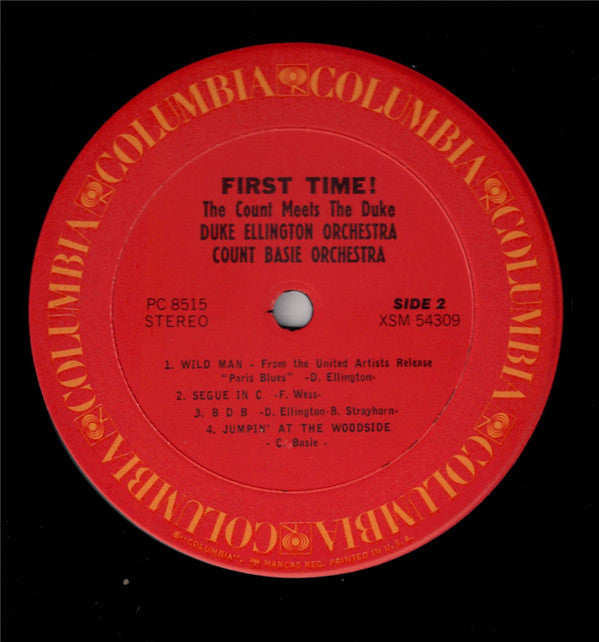 COLUMBIA COLUMBIA COLUMBIA COLUMBIA COLUMBIA COLUMBIA
FIRST TIME!
The Count Meets The Duke
DUKE ELLINGTON ORCHESTRA
COUNT BASIE ORCHESTRA
PC 8515
STEREO
SIDE 2
XSM 54309
1. WILD MAN - From the United Artists Release
"Paris Blues" -D. Ellington-
2. SEGUE IN C -F. Wess-
3. B D B -D. Ellington-B. Strayhorn-
4. JUMPIN' AT THE WOODSIDE
- C. Basie -
® "COLUMBIA", ® MARCAS REG. PRINTED IN U.S.A.